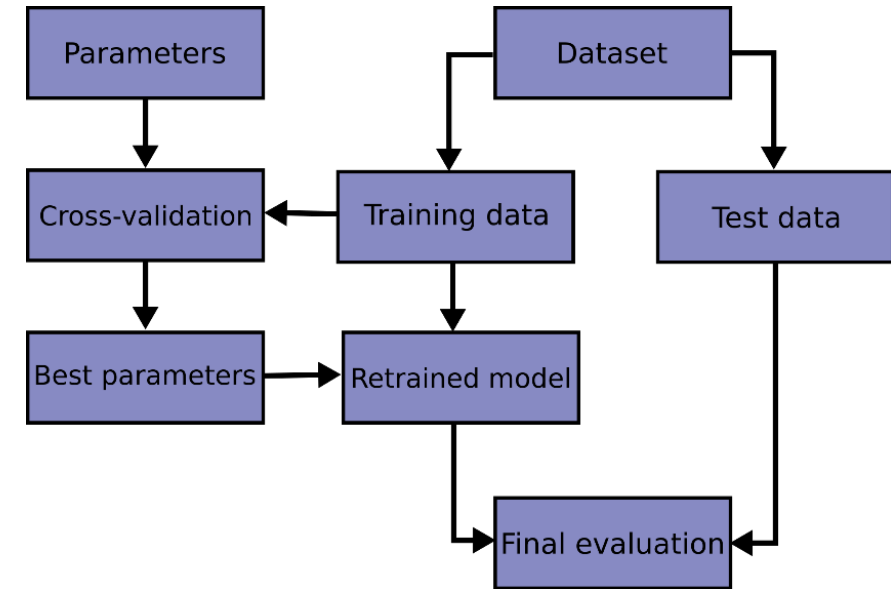 Parameters
Dataset
Cross-validation
Training data
Test data
Best parameters
Retrained model
Final evaluation